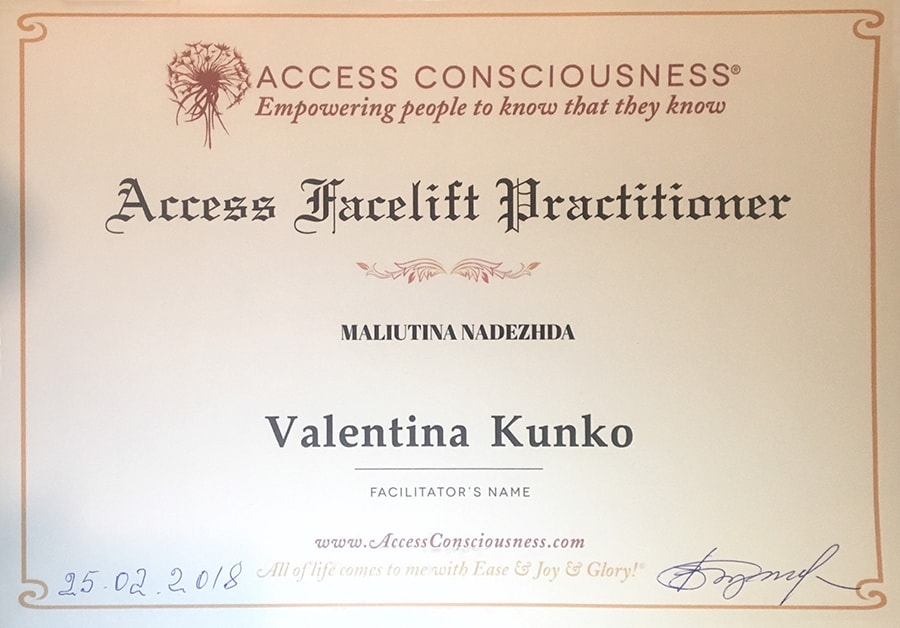 ACCESS CONSCIOUSNESS®
Empowering people to know that they know
Access Facelift Practitioner
MALIUTINA NADEZHDA
Valentina Kunko
FACILITATOR'S NAME
www.AccessConsciousness.com
All of life comes to me with Ease & Joy & Glory!®
25.02.2018